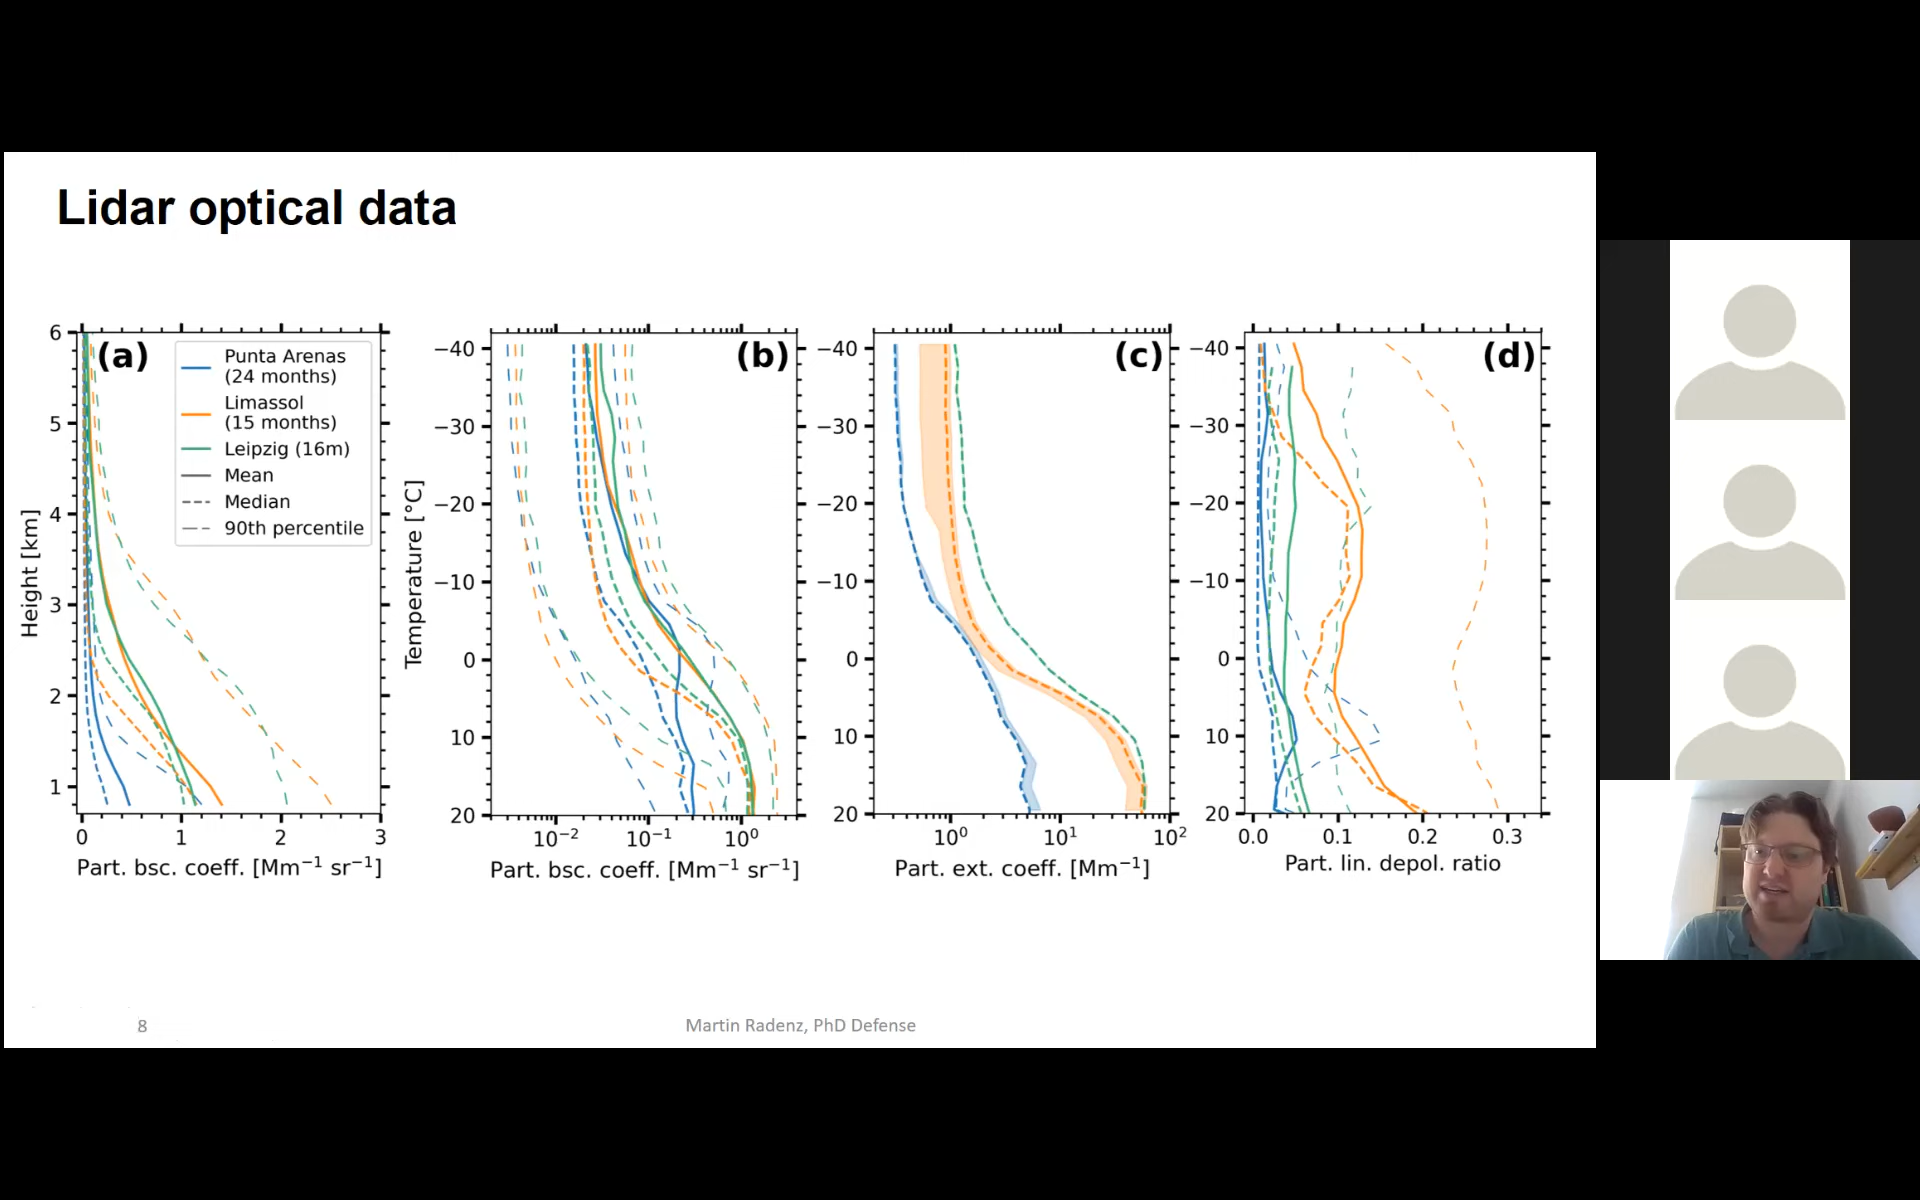 Lidar optical data
(a)
Punta Arenas
(24 months)
Limassol
(15 months)
Leipzig (16m)
Mean
Median
90th percentile
6
5
4
3
2
1
Height [km]
0 1 2 3
Part. bsc. coeff. [Mm⁻¹ sr⁻¹]
(b)
−40
−30
−20
−10
0
10
20
Temperature [°C]
10⁻² 10⁻¹ 10⁰
Part. bsc. coeff. [Mm⁻¹ sr⁻¹]
(c)
−40
−30
−20
−10
0
10
20
10⁰ 10¹ 10²
Part. ext. coeff. [Mm⁻¹]
(d)
−40
−30
−20
−10
0
10
20
0.0 0.1 0.2 0.3
Part. lin. depol. ratio
8
Martin Radenz, PhD Defense